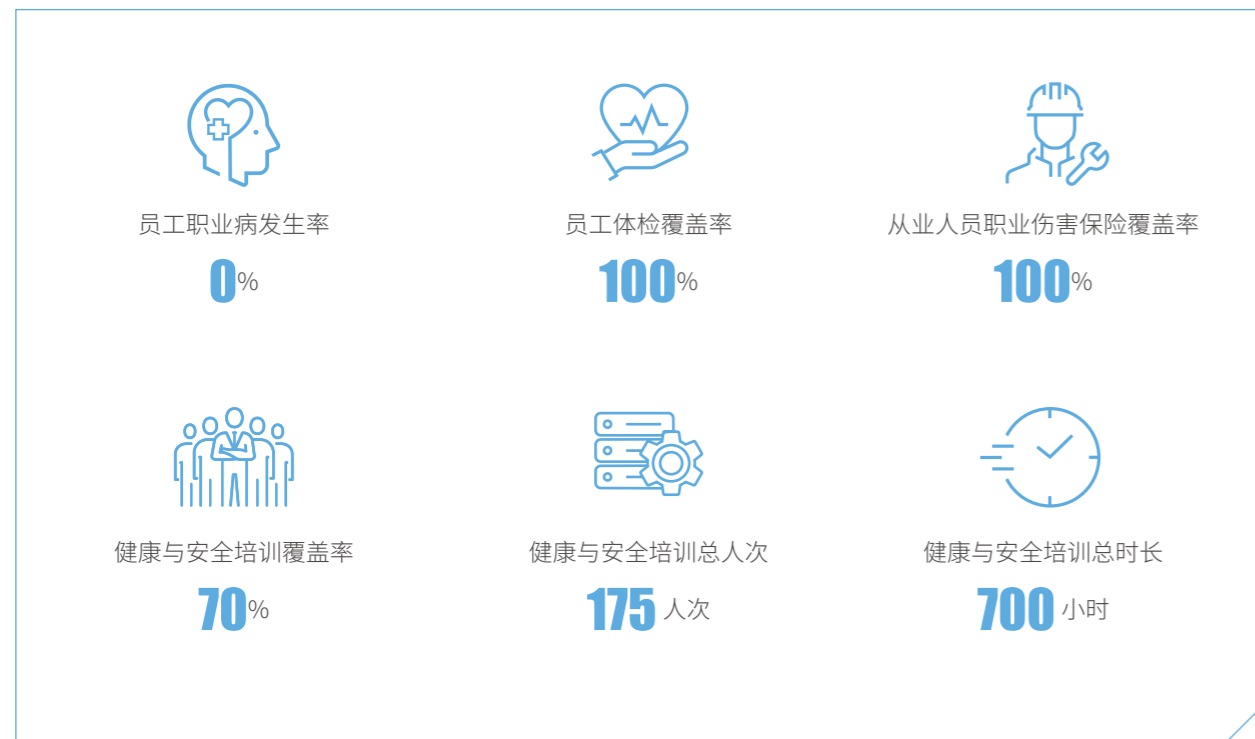 员工职业病发生率
0%
员工体检覆盖率
100%
从业人员职业伤害保险覆盖率
100%
健康与安全培训覆盖率
70%
健康与安全培训总人次
175 人次
健康与安全培训总时长
700 小时